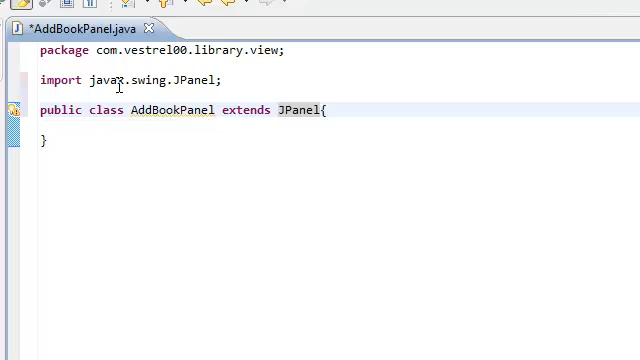 *AddBookPanel.java
package com.vestrel00.library.view;
import javax.swing.JPanel;
public class AddBookPanel extends JPanel{
}